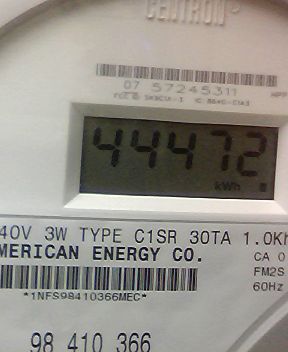 CENTRON®
07 57245311
44472
kWh
40V 3W TYPE C1SR 30TA 1.0Kh
MERICAN ENERGY CO.
CA 0
FM2S
60Hz
*1NFS98410366MEC*
98 410 366